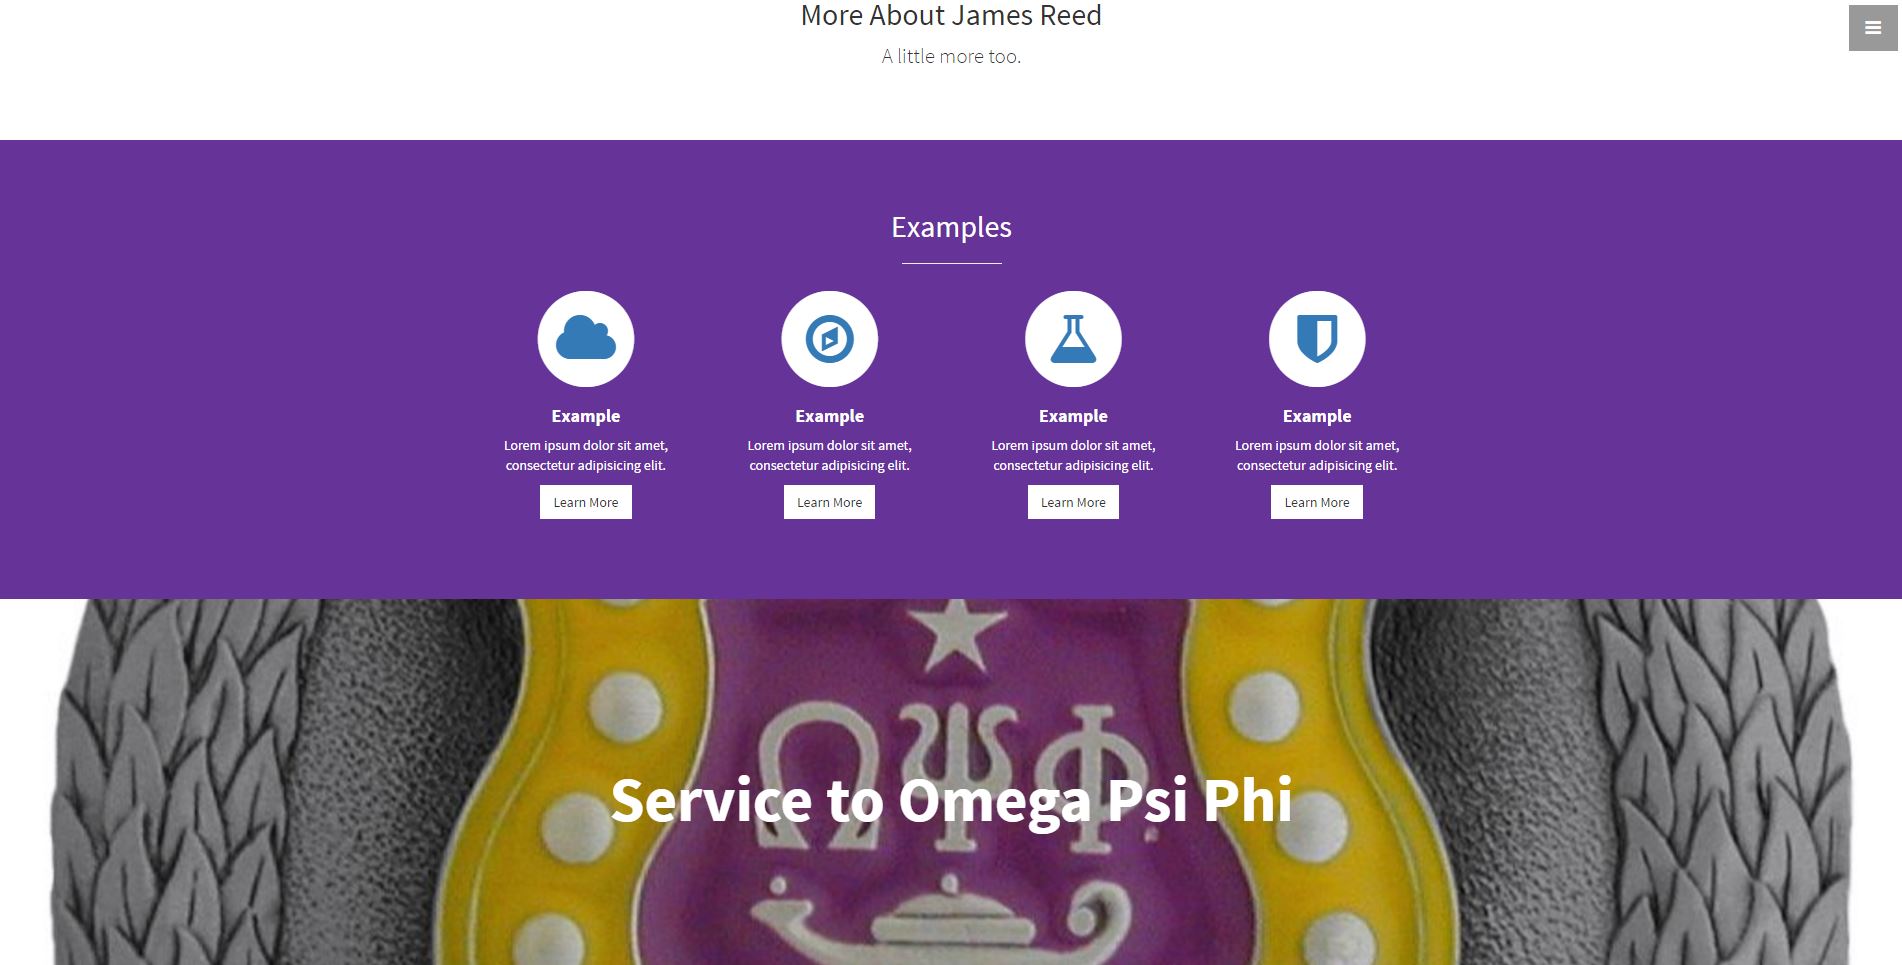 More About James Reed
A little more too.
Examples
Example
Lorem ipsum dolor sit amet,
consectetur adipisicing elit.
Learn More
Example
Lorem ipsum dolor sit amet,
consectetur adipisicing elit.
Learn More
Example
Lorem ipsum dolor sit amet,
consectetur adipisicing elit.
Learn More
Example
Lorem ipsum dolor sit amet,
consectetur adipisicing elit.
Learn More
ΩΨΦ
Service to Omega Psi Phi